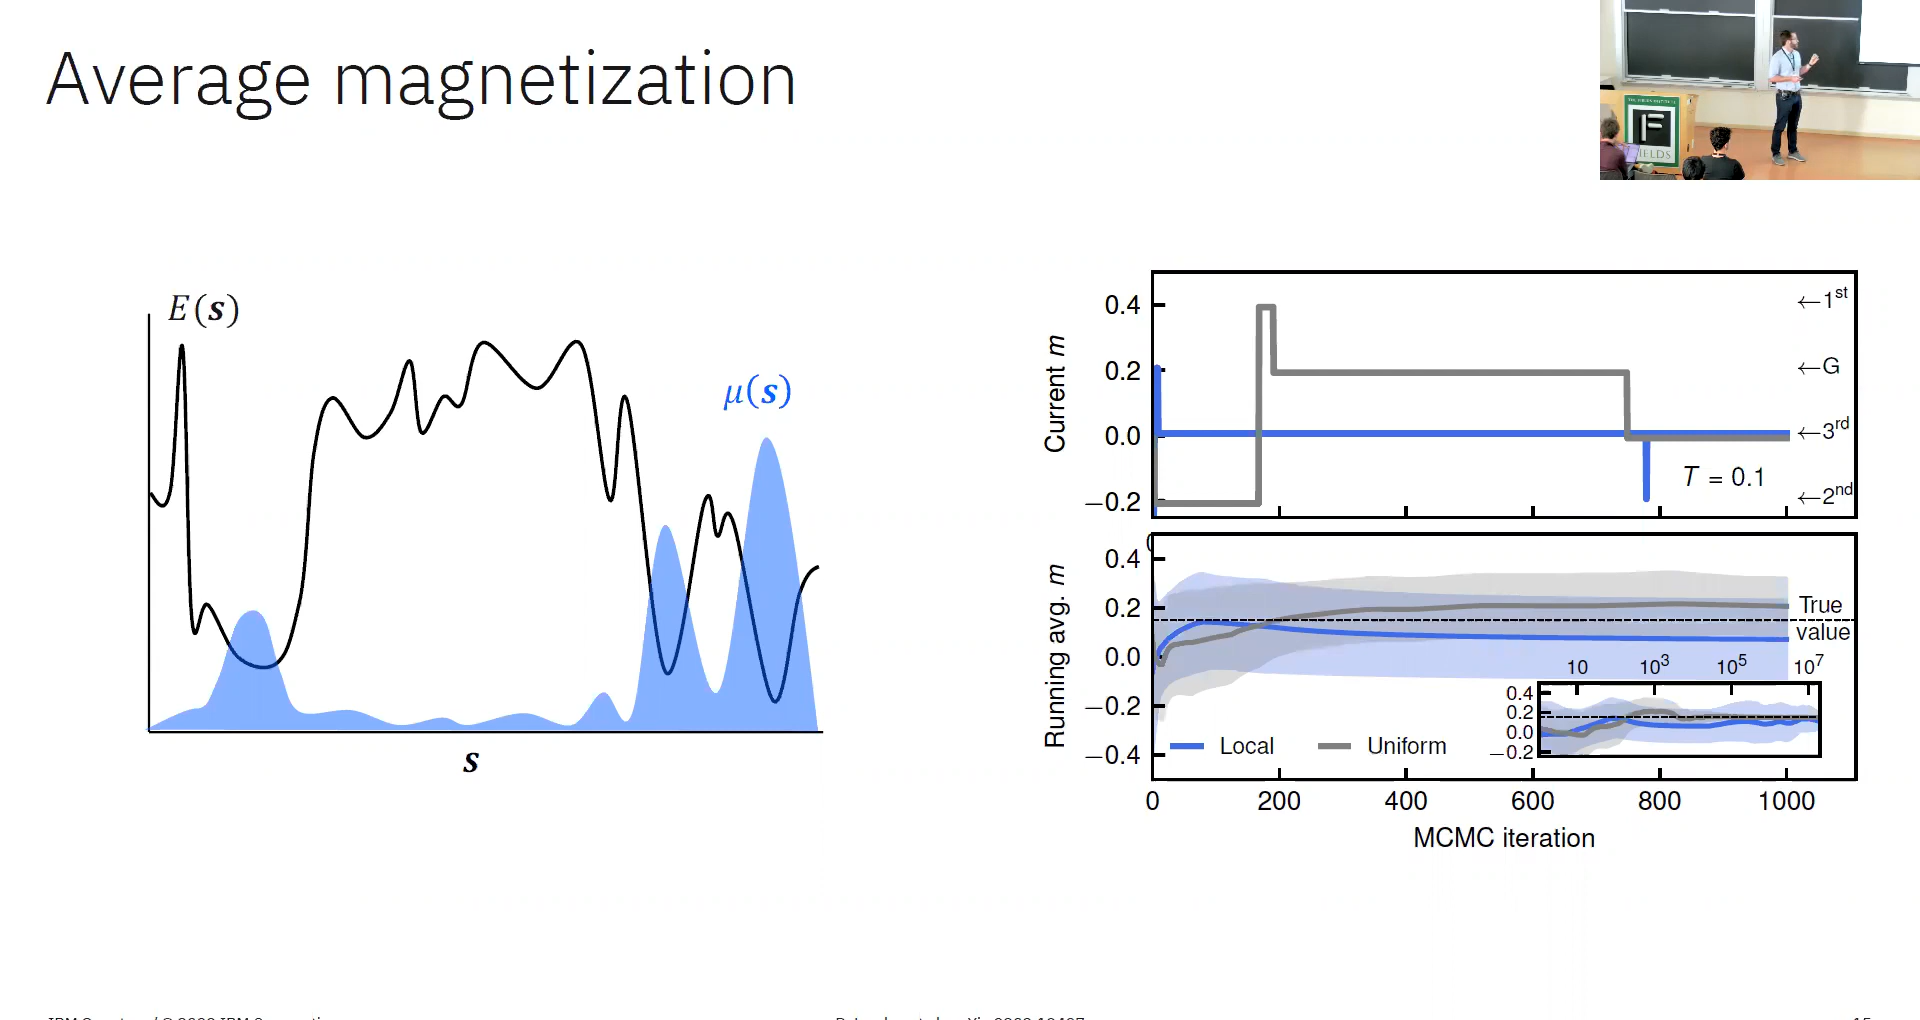 Average magnetization
E(s)
μ(s)
s
Current m
0.4
0.2
0.0
−0.2
←1st
←G
←3rd
←2nd
T = 0.1
Running avg. m
0.4
0.2
0.0
−0.2
−0.4
True
value
10 10³ 10⁵ 10⁷
0.4
0.2
0.0
−0.2
Local Uniform
0 200 400 600 800 1000
MCMC iteration